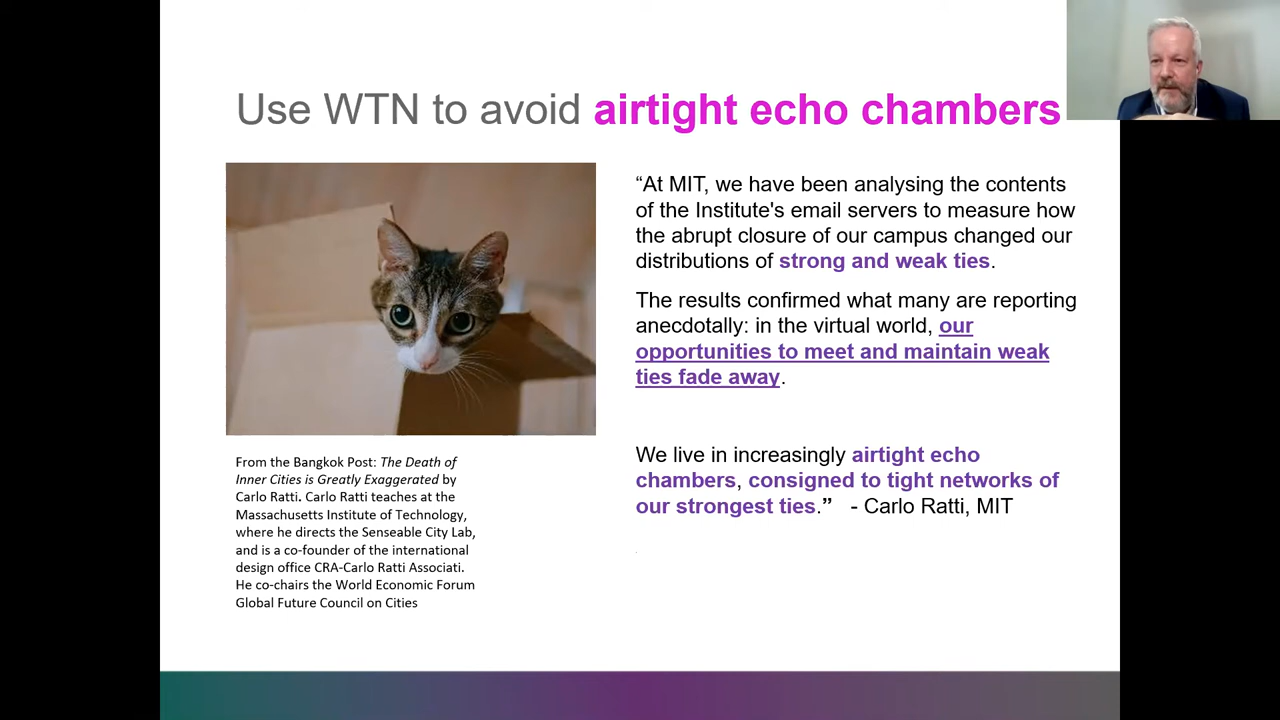 Use WTN to avoid airtight echo chambers
“At MIT, we have been analysing the contents
of the Institute's email servers to measure how
the abrupt closure of our campus changed our
distributions of strong and weak ties.
The results confirmed what many are reporting
anecdotally: in the virtual world, our
opportunities to meet and maintain weak
ties fade away.
We live in increasingly airtight echo
chambers, consigned to tight networks of
our strongest ties.” - Carlo Ratti, MIT
From the Bangkok Post: The Death of
Inner Cities is Greatly Exaggerated by
Carlo Ratti. Carlo Ratti teaches at the
Massachusetts Institute of Technology,
where he directs the Senseable City Lab,
and is a co-founder of the international
design office CRA-Carlo Ratti Associati.
He co-chairs the World Economic Forum
Global Future Council on Cities